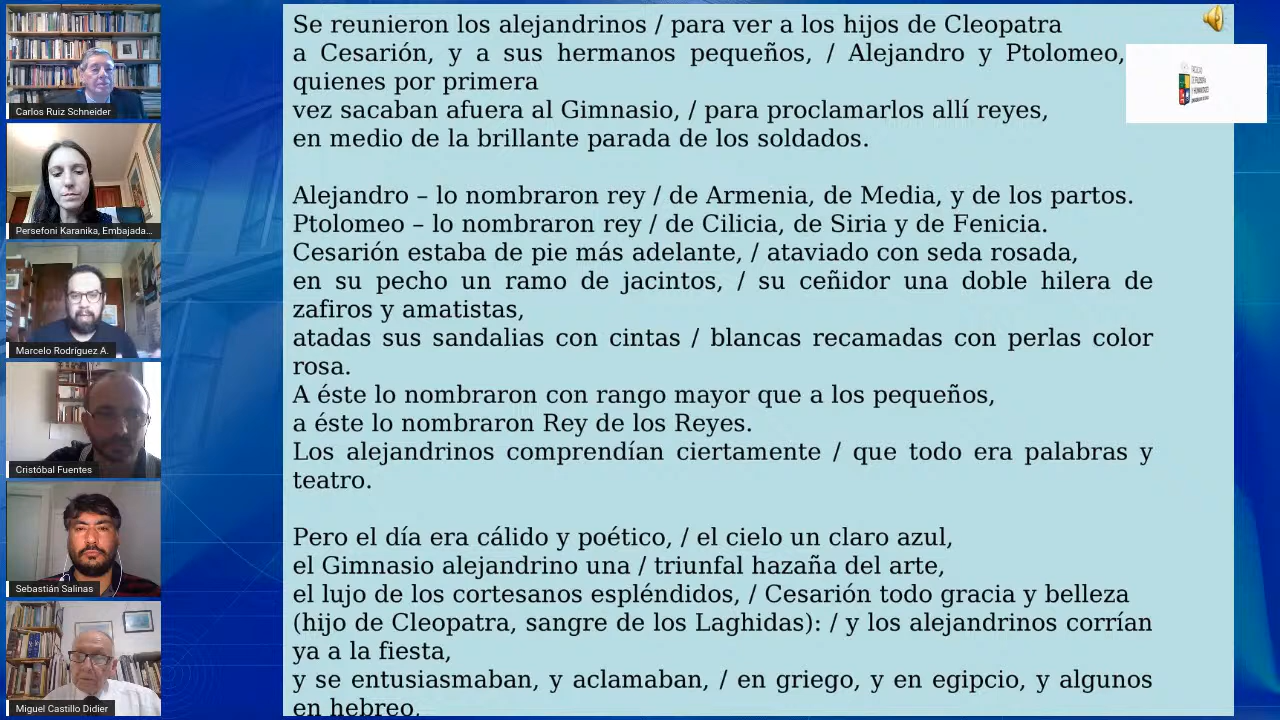 Se reunieron los alejandrinos / para ver a los hijos de Cleopatra
a Cesarión, y a sus hermanos pequeños, / Alejandro y Ptolomeo,
quienes por primera
vez sacaban afuera al Gimnasio, / para proclamarlos allí reyes,
en medio de la brillante parada de los soldados.
Alejandro – lo nombraron rey / de Armenia, de Media, y de los partos.
Ptolomeo – lo nombraron rey / de Cilicia, de Siria y de Fenicia.
Cesarión estaba de pie más adelante, / ataviado con seda rosada,
en su pecho un ramo de jacintos, / su ceñidor una doble hilera de
zafiros y amatistas,
atadas sus sandalias con cintas / blancas recamadas con perlas color
rosa.
A éste lo nombraron con rango mayor que a los pequeños,
a éste lo nombraron Rey de los Reyes.
Los alejandrinos comprendían ciertamente / que todo era palabras y
teatro.
Pero el día era cálido y poético, / el cielo un claro azul,
el Gimnasio alejandrino una / triunfal hazaña del arte,
el lujo de los cortesanos espléndidos, / Cesarión todo gracia y belleza
(hijo de Cleopatra, sangre de los Laghidas): / y los alejandrinos corrían
ya a la fiesta,
y se entusiasmaban, y aclamaban, / en griego, y en egipcio, y algunos
en hebreo,
Carlos Ruiz Schneider
Persefoni Karanika, Embajada...
Marcelo Rodríguez A.
Cristóbal Fuentes
Sebastián Salinas
Miguel Castillo Didier